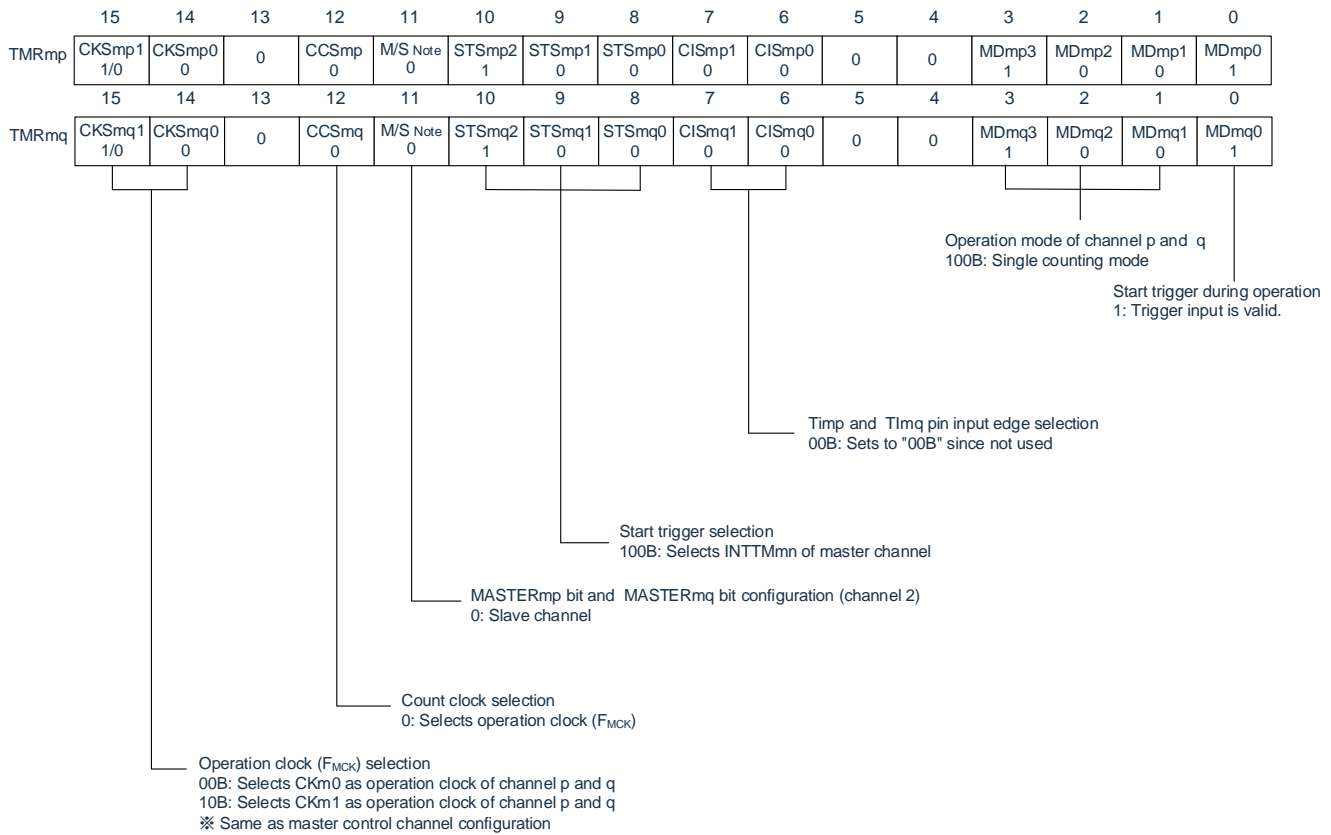 15 14 13 12 11 10 9 8 7 6 5 4 3 2 1 0
TMRmp CKSmp1 CKSmp0 0 CCSmp M/S Note STSmp2 STSmp1 STSmp0 CISmp1 CISmp0 0 0 MDmp3 MDmp2 MDmp1 MDmp0
1/0 0 0 0 1 0 0 0 0 1 0 0 1
15 14 13 12 11 10 9 8 7 6 5 4 3 2 1 0
TMRmq CKSmq1 CKSmq0 0 CCSmq M/S Note STSmq2 STSmq1 STSmq0 CISmq1 CISmq0 0 0 MDmq3 MDmq2 MDmq1 MDmq0
1/0 0 0 0 1 0 0 0 0 1 0 0 1
Operation mode of channel p and q
100B: Single counting mode
Start trigger during operation
1: Trigger input is valid.
Timp and TImq pin input edge selection
00B: Sets to "00B" since not used
Start trigger selection
100B: Selects INTTMmn of master channel
MASTERmp bit and MASTERmq bit configuration (channel 2)
0: Slave channel
Count clock selection
0: Selects operation clock (FMCK)
Operation clock (FMCK) selection
00B: Selects CKm0 as operation clock of channel p and q
10B: Selects CKm1 as operation clock of channel p and q
※ Same as master control channel configuration